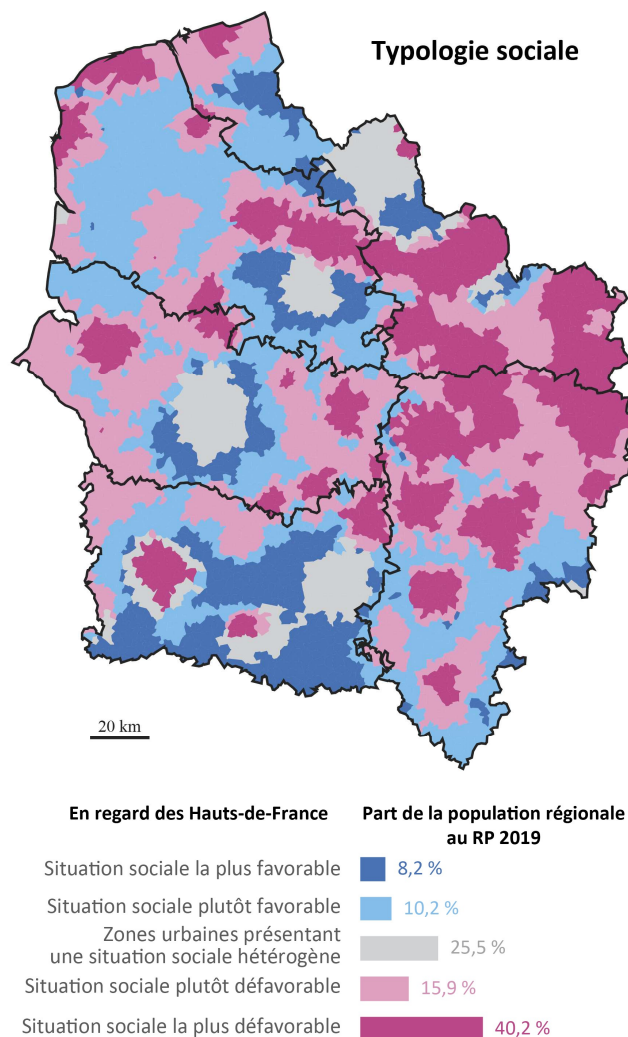 Typologie sociale
20 km
En regard des Hauts-de-France
Part de la population régionale
au RP 2019
Situation sociale la plus favorable
8,2 %
Situation sociale plutôt favorable
10,2 %
Zones urbaines présentant
une situation sociale hétérogène
25,5 %
Situation sociale plutôt défavorable
15,9 %
Situation sociale la plus défavorable
40,2 %